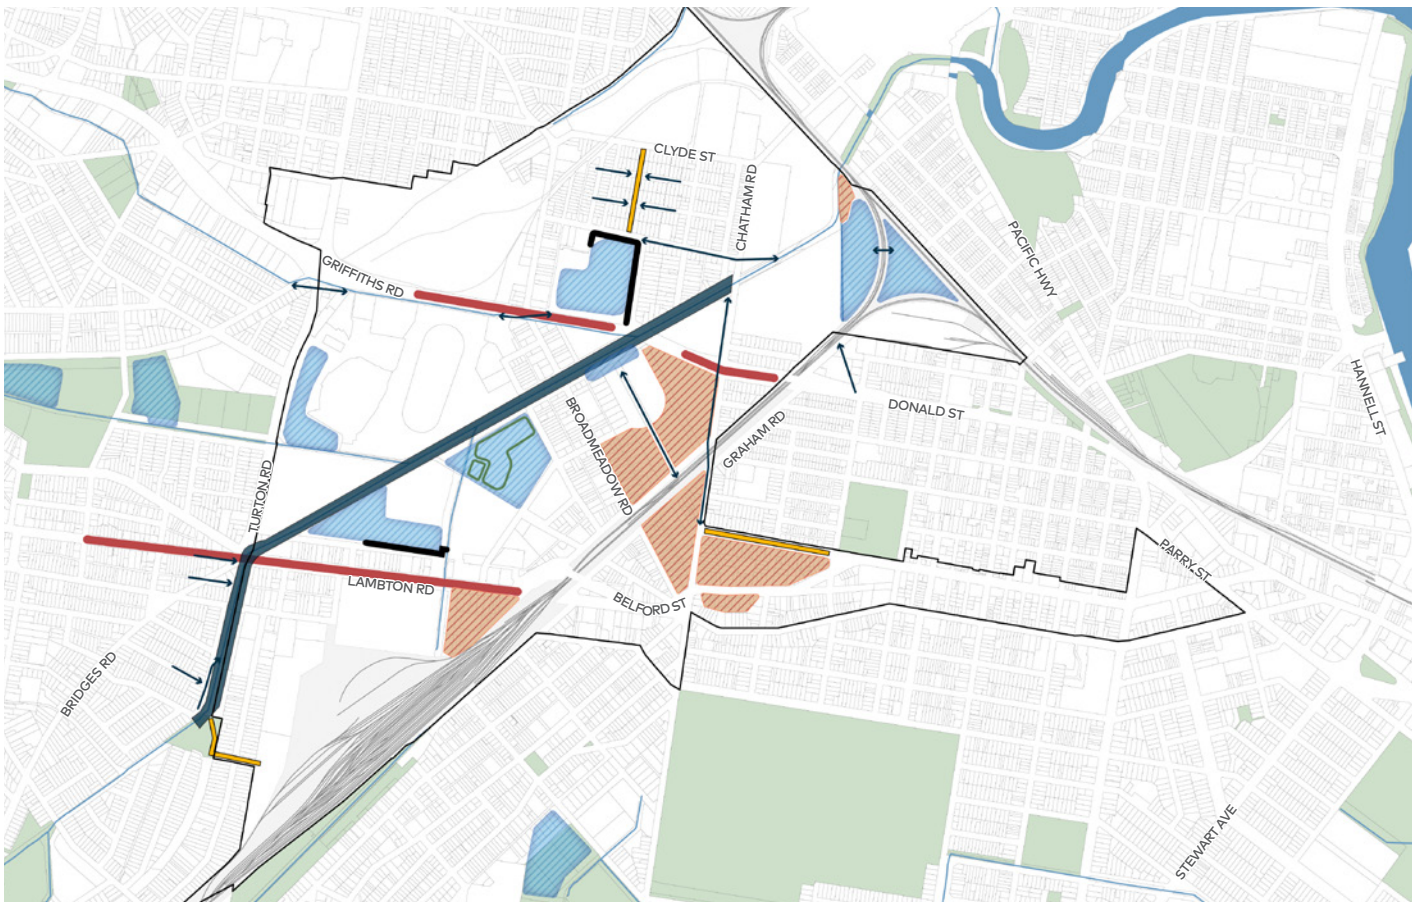 CLYDE ST
CHATHAM RD
PACIFIC HWY
GRIFFITHS RD
HANNELL ST
DONALD ST
BROADMEADOW RD
GRAHAM RD
TURTON RD
PARRY ST
LAMBTON RD
BELFORD ST
BRIDGES RD
STEWART AVE